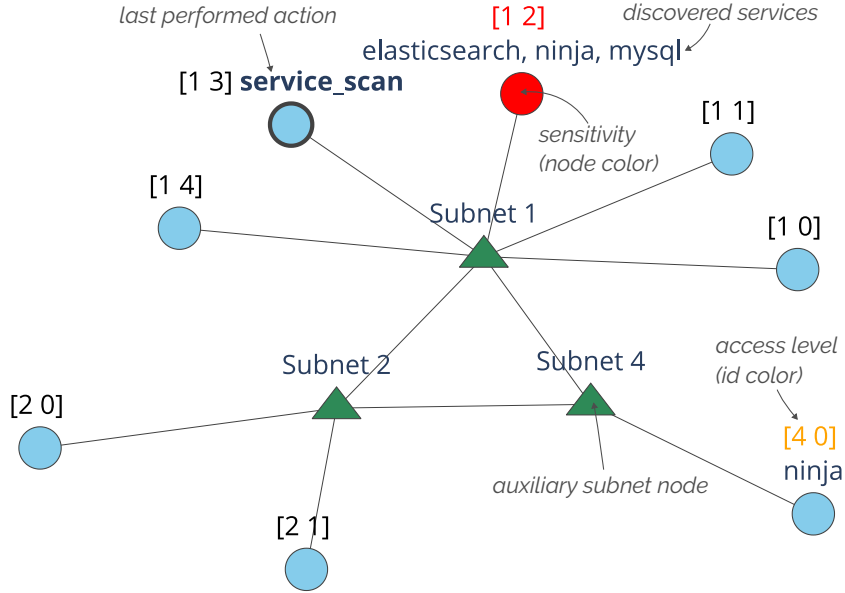 last performed action
[1 2]
discovered services
elasticsearch, ninja, mysql
[1 3] service_scan
[1 1]
sensitivity
(node color)
[1 4]
Subnet 1
[1 0]
Subnet 2
Subnet 4
access level
(id color)
[2 0]
[4 0]
ninja
auxiliary subnet node
[2 1]